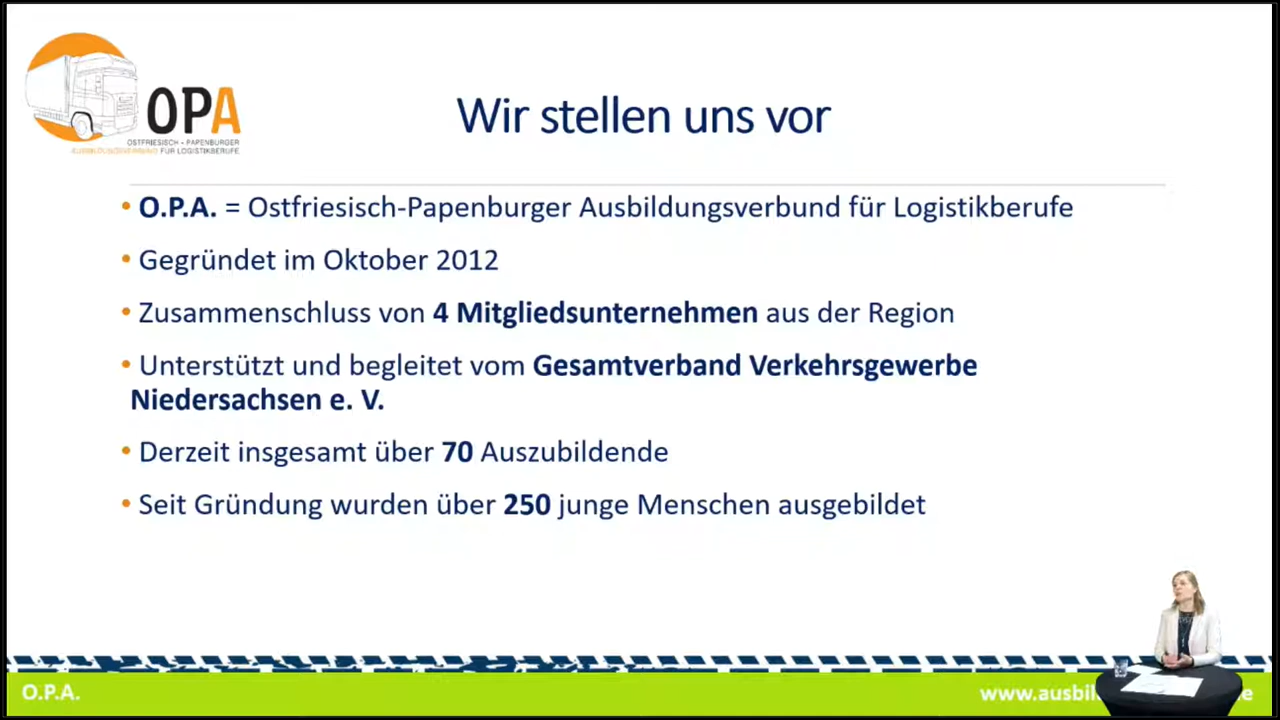 OPA
OSTFRIESISCH - PAPENBURGER
AUSBILDUNGSVERBUND FÜR LOGISTIKBERUFE
Wir stellen uns vor
• O.P.A. = Ostfriesisch-Papenburger Ausbildungsverbund für Logistikberufe
• Gegründet im Oktober 2012
• Zusammenschluss von 4 Mitgliedsunternehmen aus der Region
• Unterstützt und begleitet vom Gesamtverband Verkehrsgewerbe
Niedersachsen e. V.
• Derzeit insgesamt über 70 Auszubildende
• Seit Gründung wurden über 250 junge Menschen ausgebildet
O.P.A.
www.ausbil